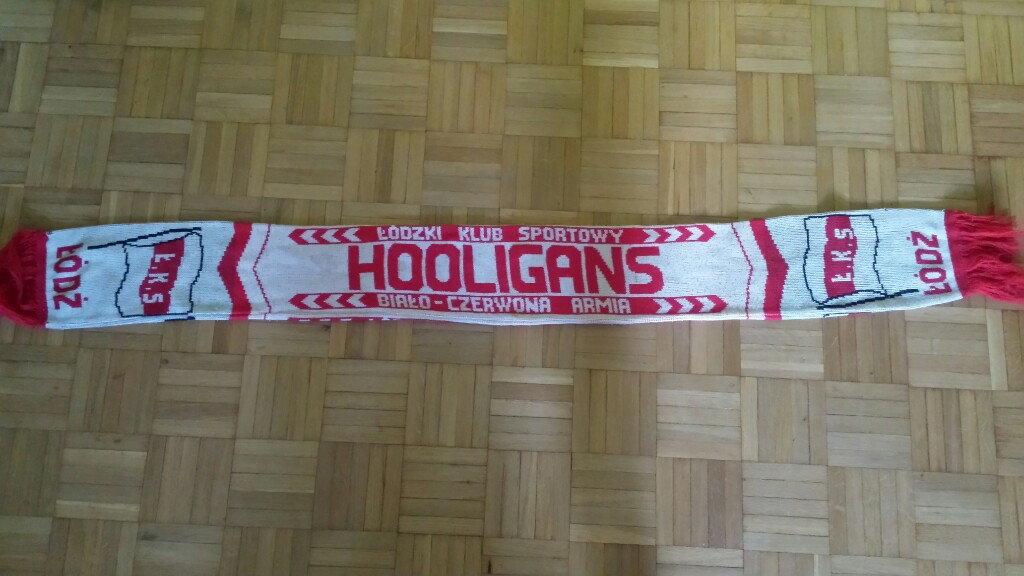 ŁÓDŹ
Ł.K.S
ŁÓDZKI KLUB SPORTOWY
HOOLIGANS
BIAŁO-CZERWONA ARMIA
Ł.K.S
ŁÓDŹ